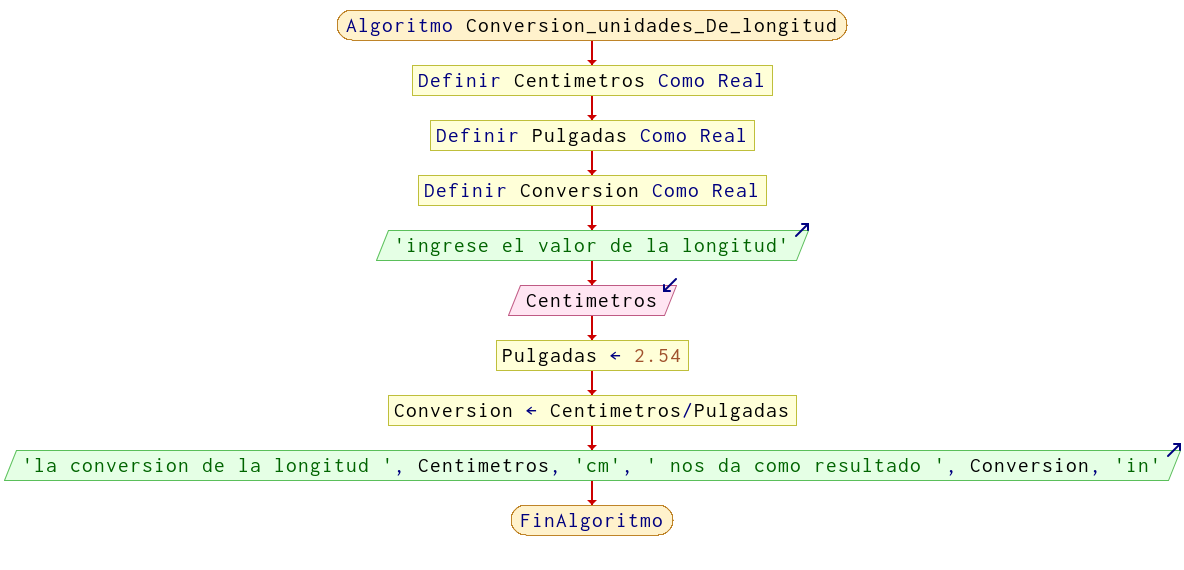 Algoritmo Conversion_unidades_De_longitud
Definir Centimetros Como Real
Definir Pulgadas Como Real
Definir Conversion Como Real
'ingrese el valor de la longitud'
Centimetros
Pulgadas ← 2.54
Conversion ← Centimetros/Pulgadas
'la conversion de la longitud ', Centimetros, 'cm', ' nos da como resultado ', Conversion, 'in'
FinAlgoritmo